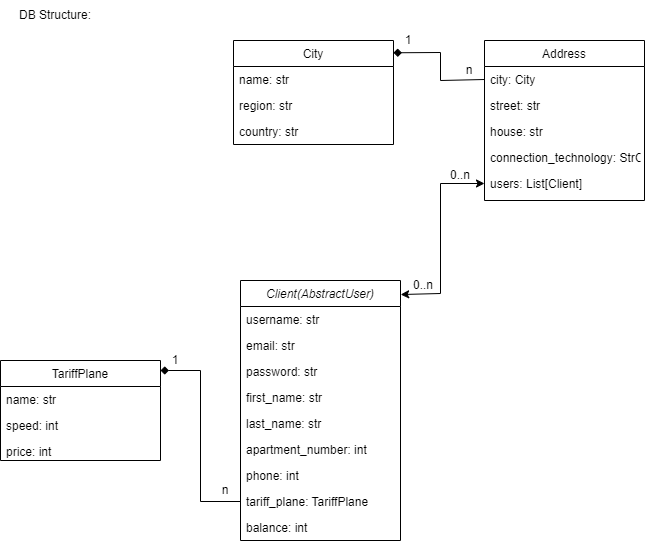 DB Structure:
City
name: str
region: str
country: str
1
n
Address
city: City
street: str
house: str
connection_technology: StrC
users: List[Client]
0..n
0..n
Client(AbstractUser)
username: str
email: str
password: str
first_name: str
last_name: str
apartment_number: int
phone: int
tariff_plane: TariffPlane
balance: int
TariffPlane
name: str
speed: int
price: int
1
n